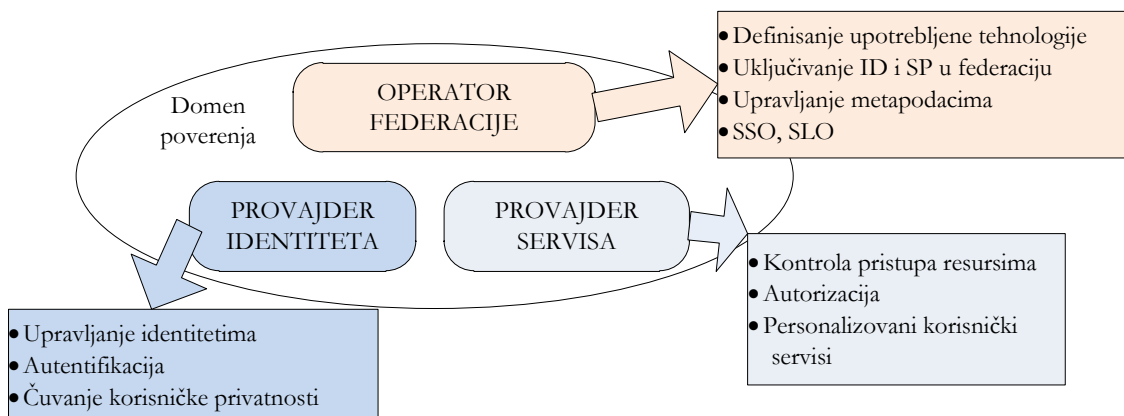 Domen
poverenja
OPERATOR
FEDERACIJE
• Definisanje upotrebljene tehnologije
• Uključivanje ID i SP u federaciju
• Upravljanje metapodacima
• SSO, SLO
PROVAJDER
IDENTITETA
PROVAJDER
SERVISA
• Kontrola pristupa resursima
• Autorizacija
• Personalizovani korisnički
servisi
• Upravljanje identitetima
• Autentifikacija
• Čuvanje korisničke privatnosti